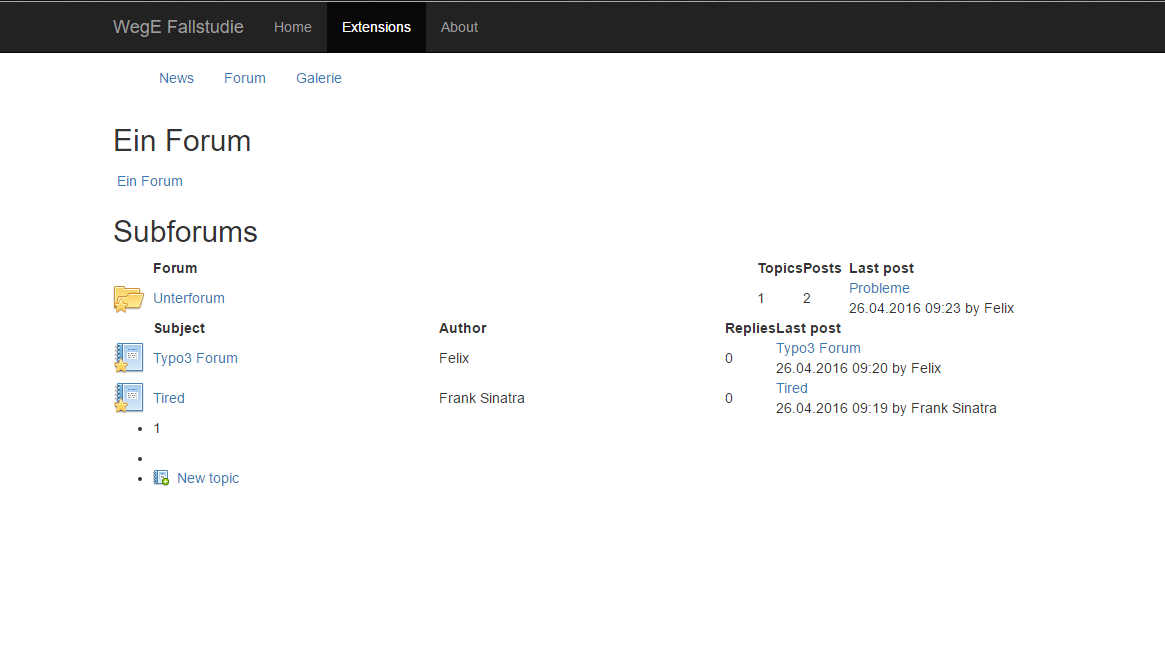 WegE Fallstudie Home Extensions About
News Forum Galerie
Ein Forum
Ein Forum
Subforums
Forum Topics Posts Last post
Unterforum 1 2 Probleme
26.04.2016 09:23 by Felix
Subject Author Replies Last post
Typo3 Forum Felix 0 Typo3 Forum
26.04.2016 09:20 by Felix
Tired Frank Sinatra 0 Tired
26.04.2016 09:19 by Frank Sinatra
1
New topic